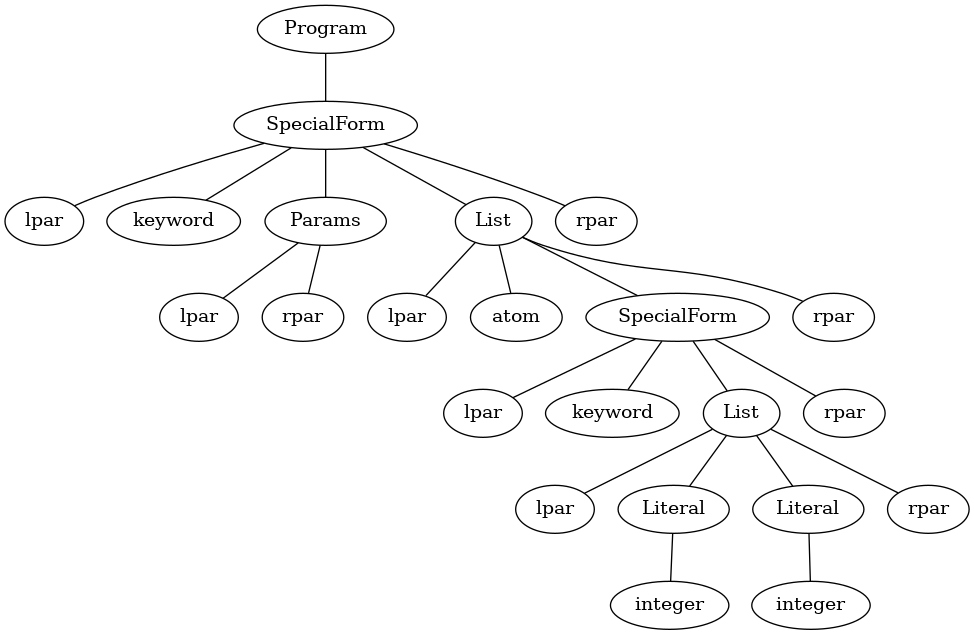 Program
SpecialForm
lpar keyword Params List rpar
lpar rpar lpar atom SpecialForm rpar
lpar keyword List rpar
lpar Literal Literal rpar
integer integer